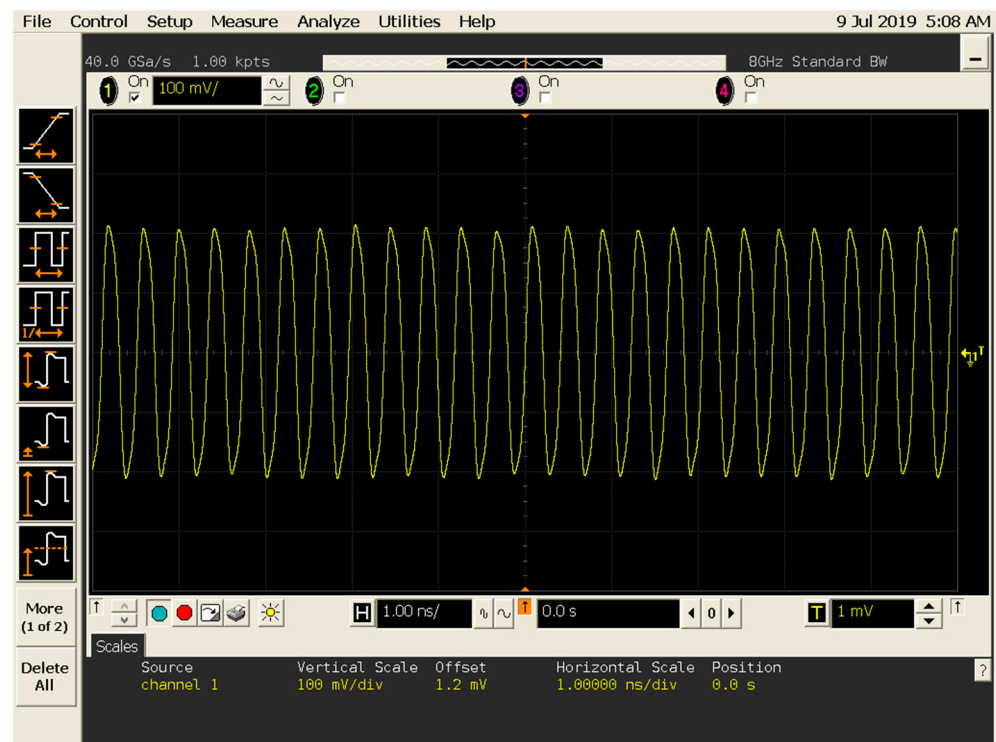 File Control Setup Measure Analyze Utilities Help 9 Jul 2019 5:08 AM
40.0 GSa/s 1.00 kpts 8GHz Standard BW
1 On 100 mV/ 2 On 3 On 4 On
1/
1 T
More
(1 of 2)
H 1.00 ns/ 0.0 s 0 T 1 mV
Scales
Delete
All
Source Vertical Scale Offset Horizontal Scale Position ?
channel 1 100 mV/div 1.2 mV 1.00000 ns/div 0.0 s